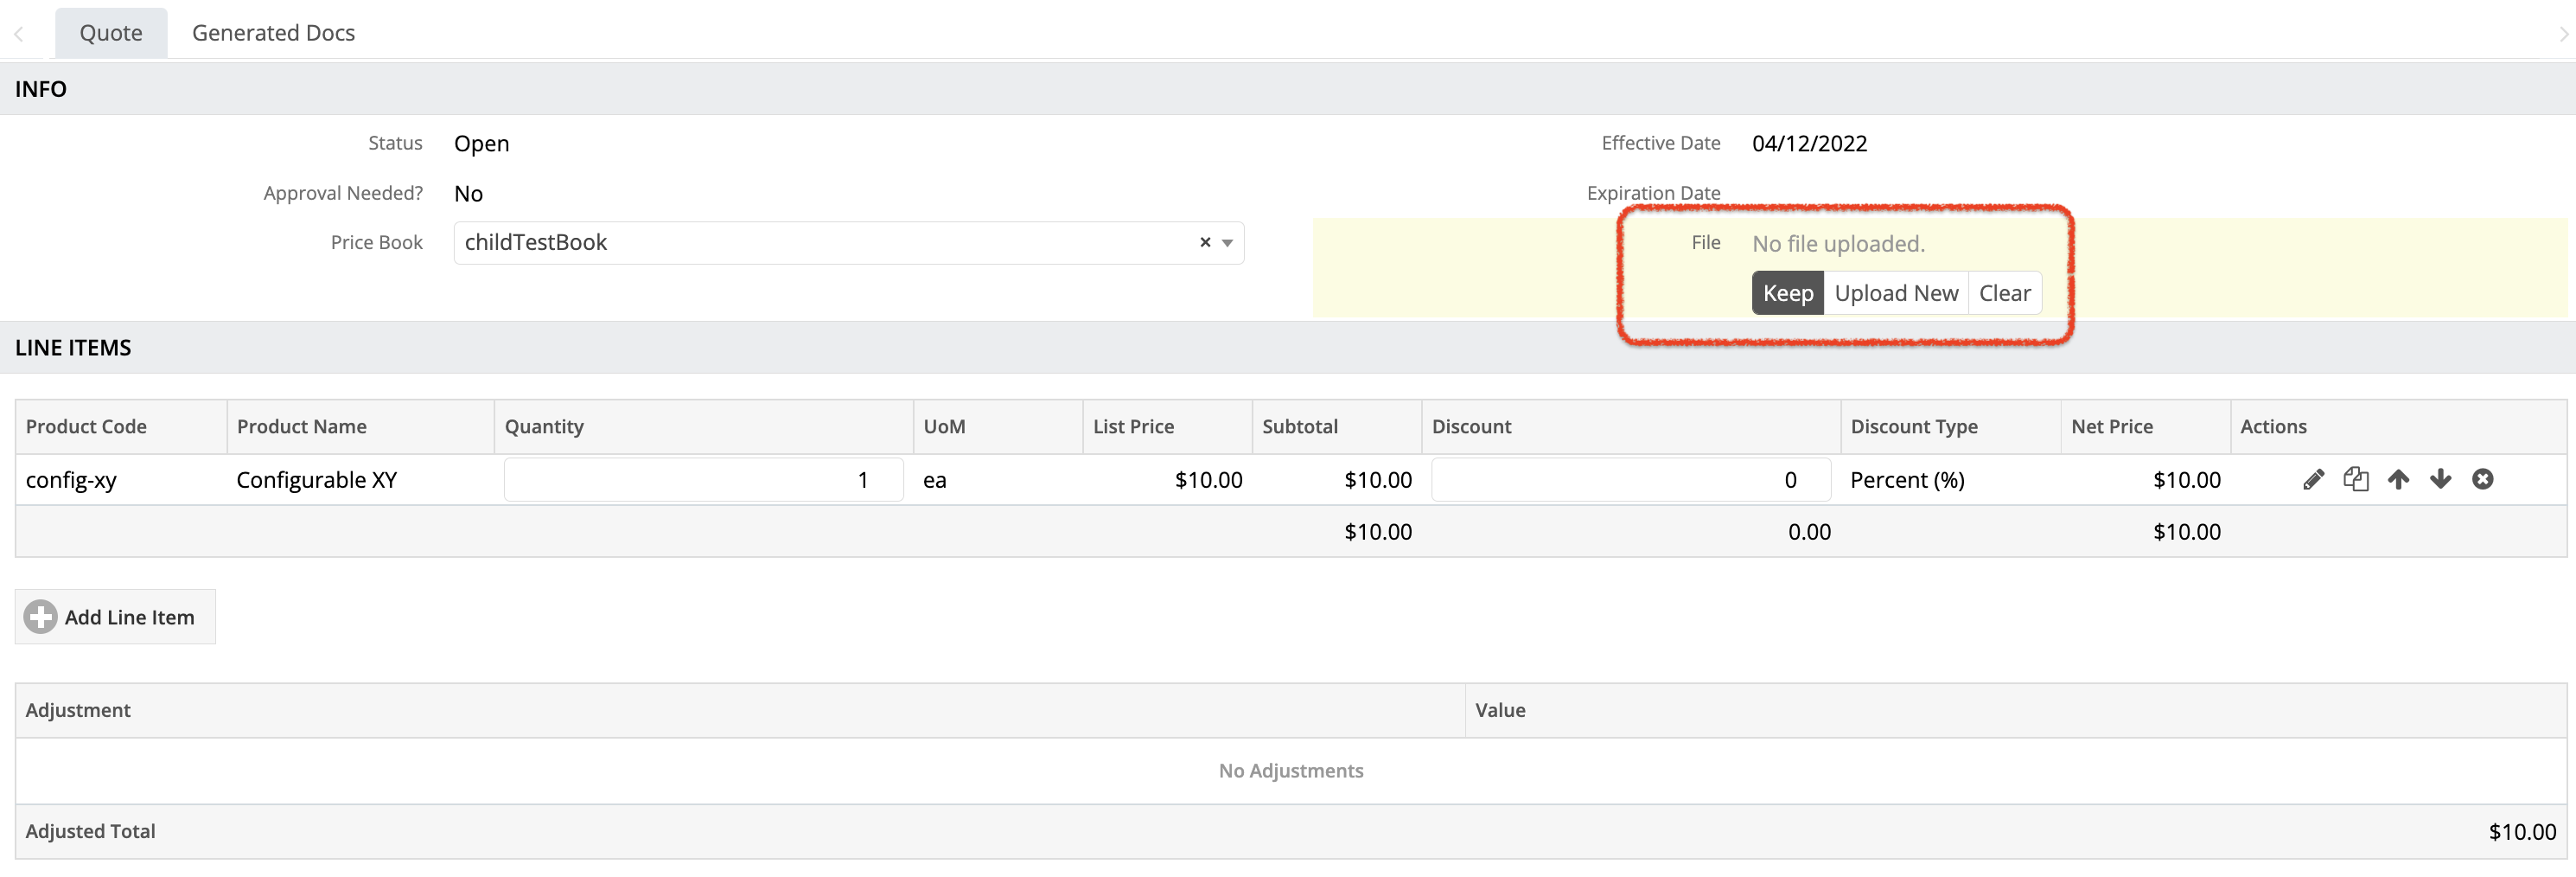 Quote Generated Docs
INFO
Status Open Effective Date 04/12/2022
Approval Needed? No Expiration Date
Price Book childTestBook × File No file uploaded.
Keep Upload New Clear
LINE ITEMS
Product Code Product Name Quantity UoM List Price Subtotal Discount Discount Type Net Price Actions
config-xy Configurable XY 1 ea $10.00 $10.00 0 Percent (%) $10.00
$10.00 0.00 $10.00
Add Line Item
Adjustment Value
No Adjustments
Adjusted Total $10.00